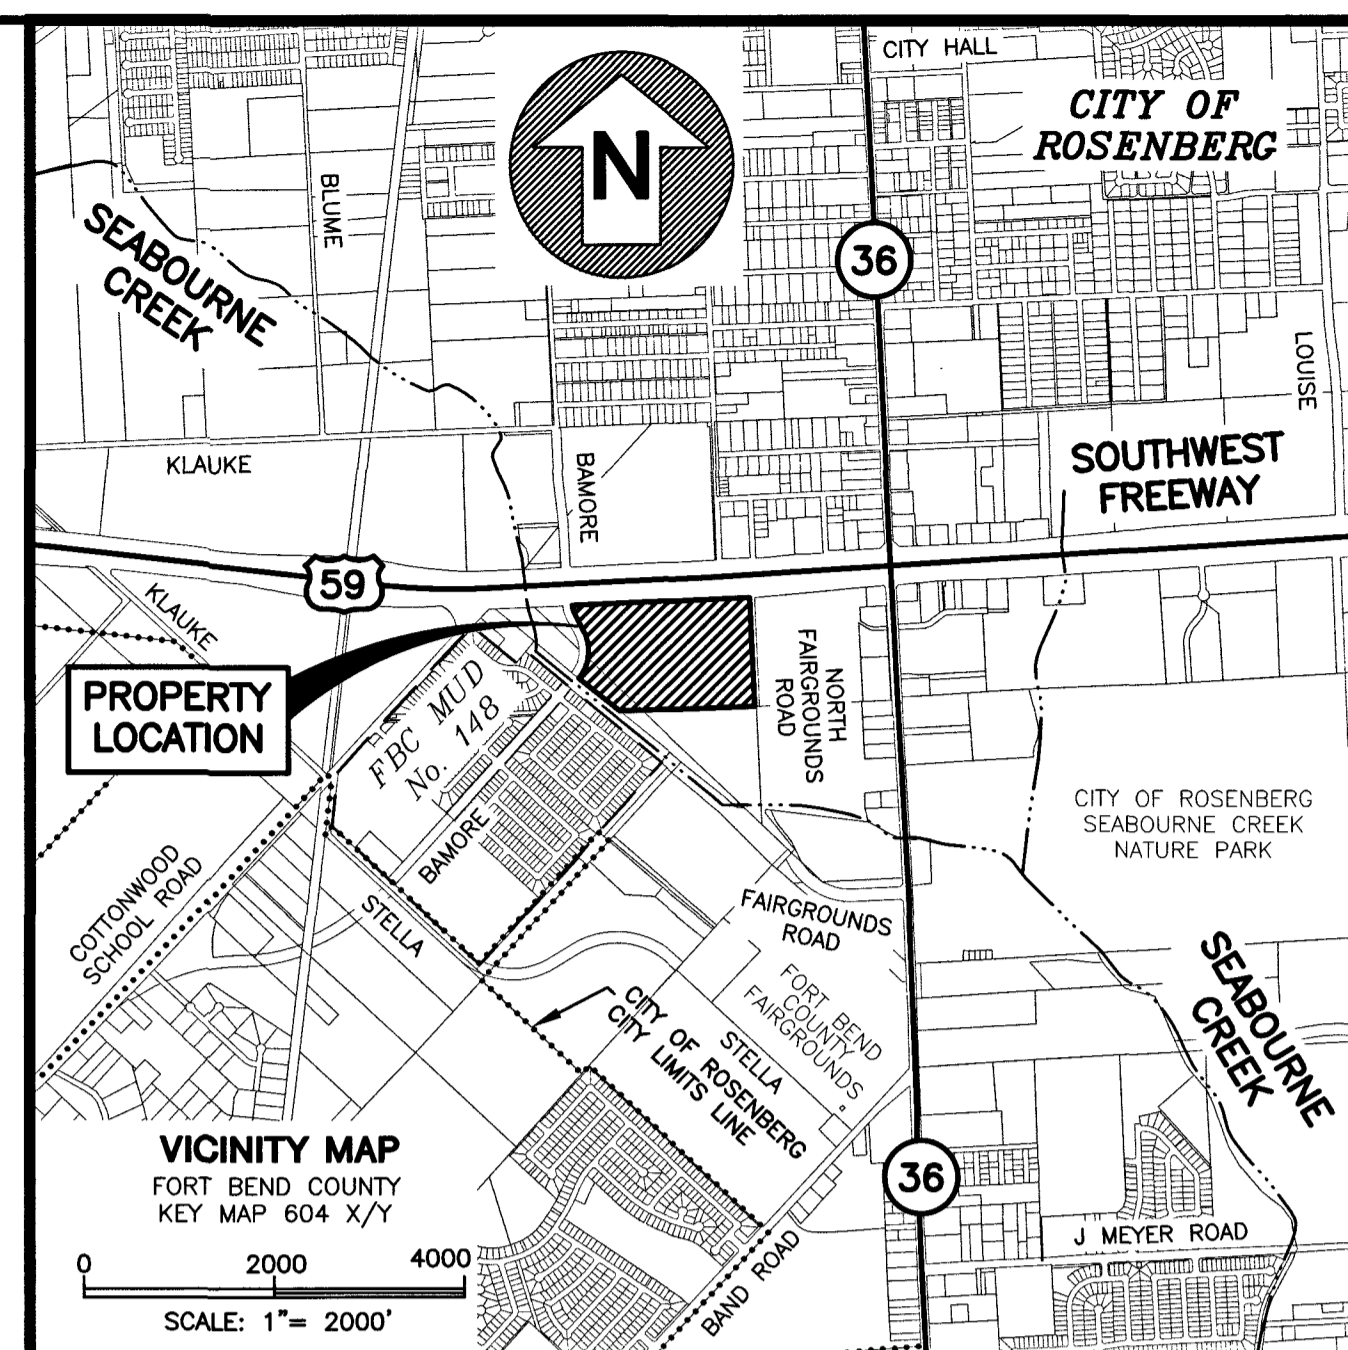 CITY HALL
CITY OF
ROSENBERG
N
BLUME
SEABOURNE
CREEK
36
LOUISE
SOUTHWEST
FREEWAY
KLAUKE
BAMORE
59
KLAUKE
PROPERTY
LOCATION
FBC MUD
No. 148
NORTH
FAIRGROUNDS
ROAD
CITY OF ROSENBERG
SEABOURNE CREEK
NATURE PARK
BAMORE
COTTONWOOD
SCHOOL ROAD
STELLA
FAIRGROUNDS
ROAD
FORT BEND
COUNTY
FAIRGROUNDS
STELLA
CITY OF ROSENBERG
CITY LIMITS LINE
SEABOURNE
CREEK
36
J MEYER ROAD
BAND ROAD
VICINITY MAP
FORT BEND COUNTY
KEY MAP 604 X/Y
0 2000 4000
SCALE: 1"= 2000'